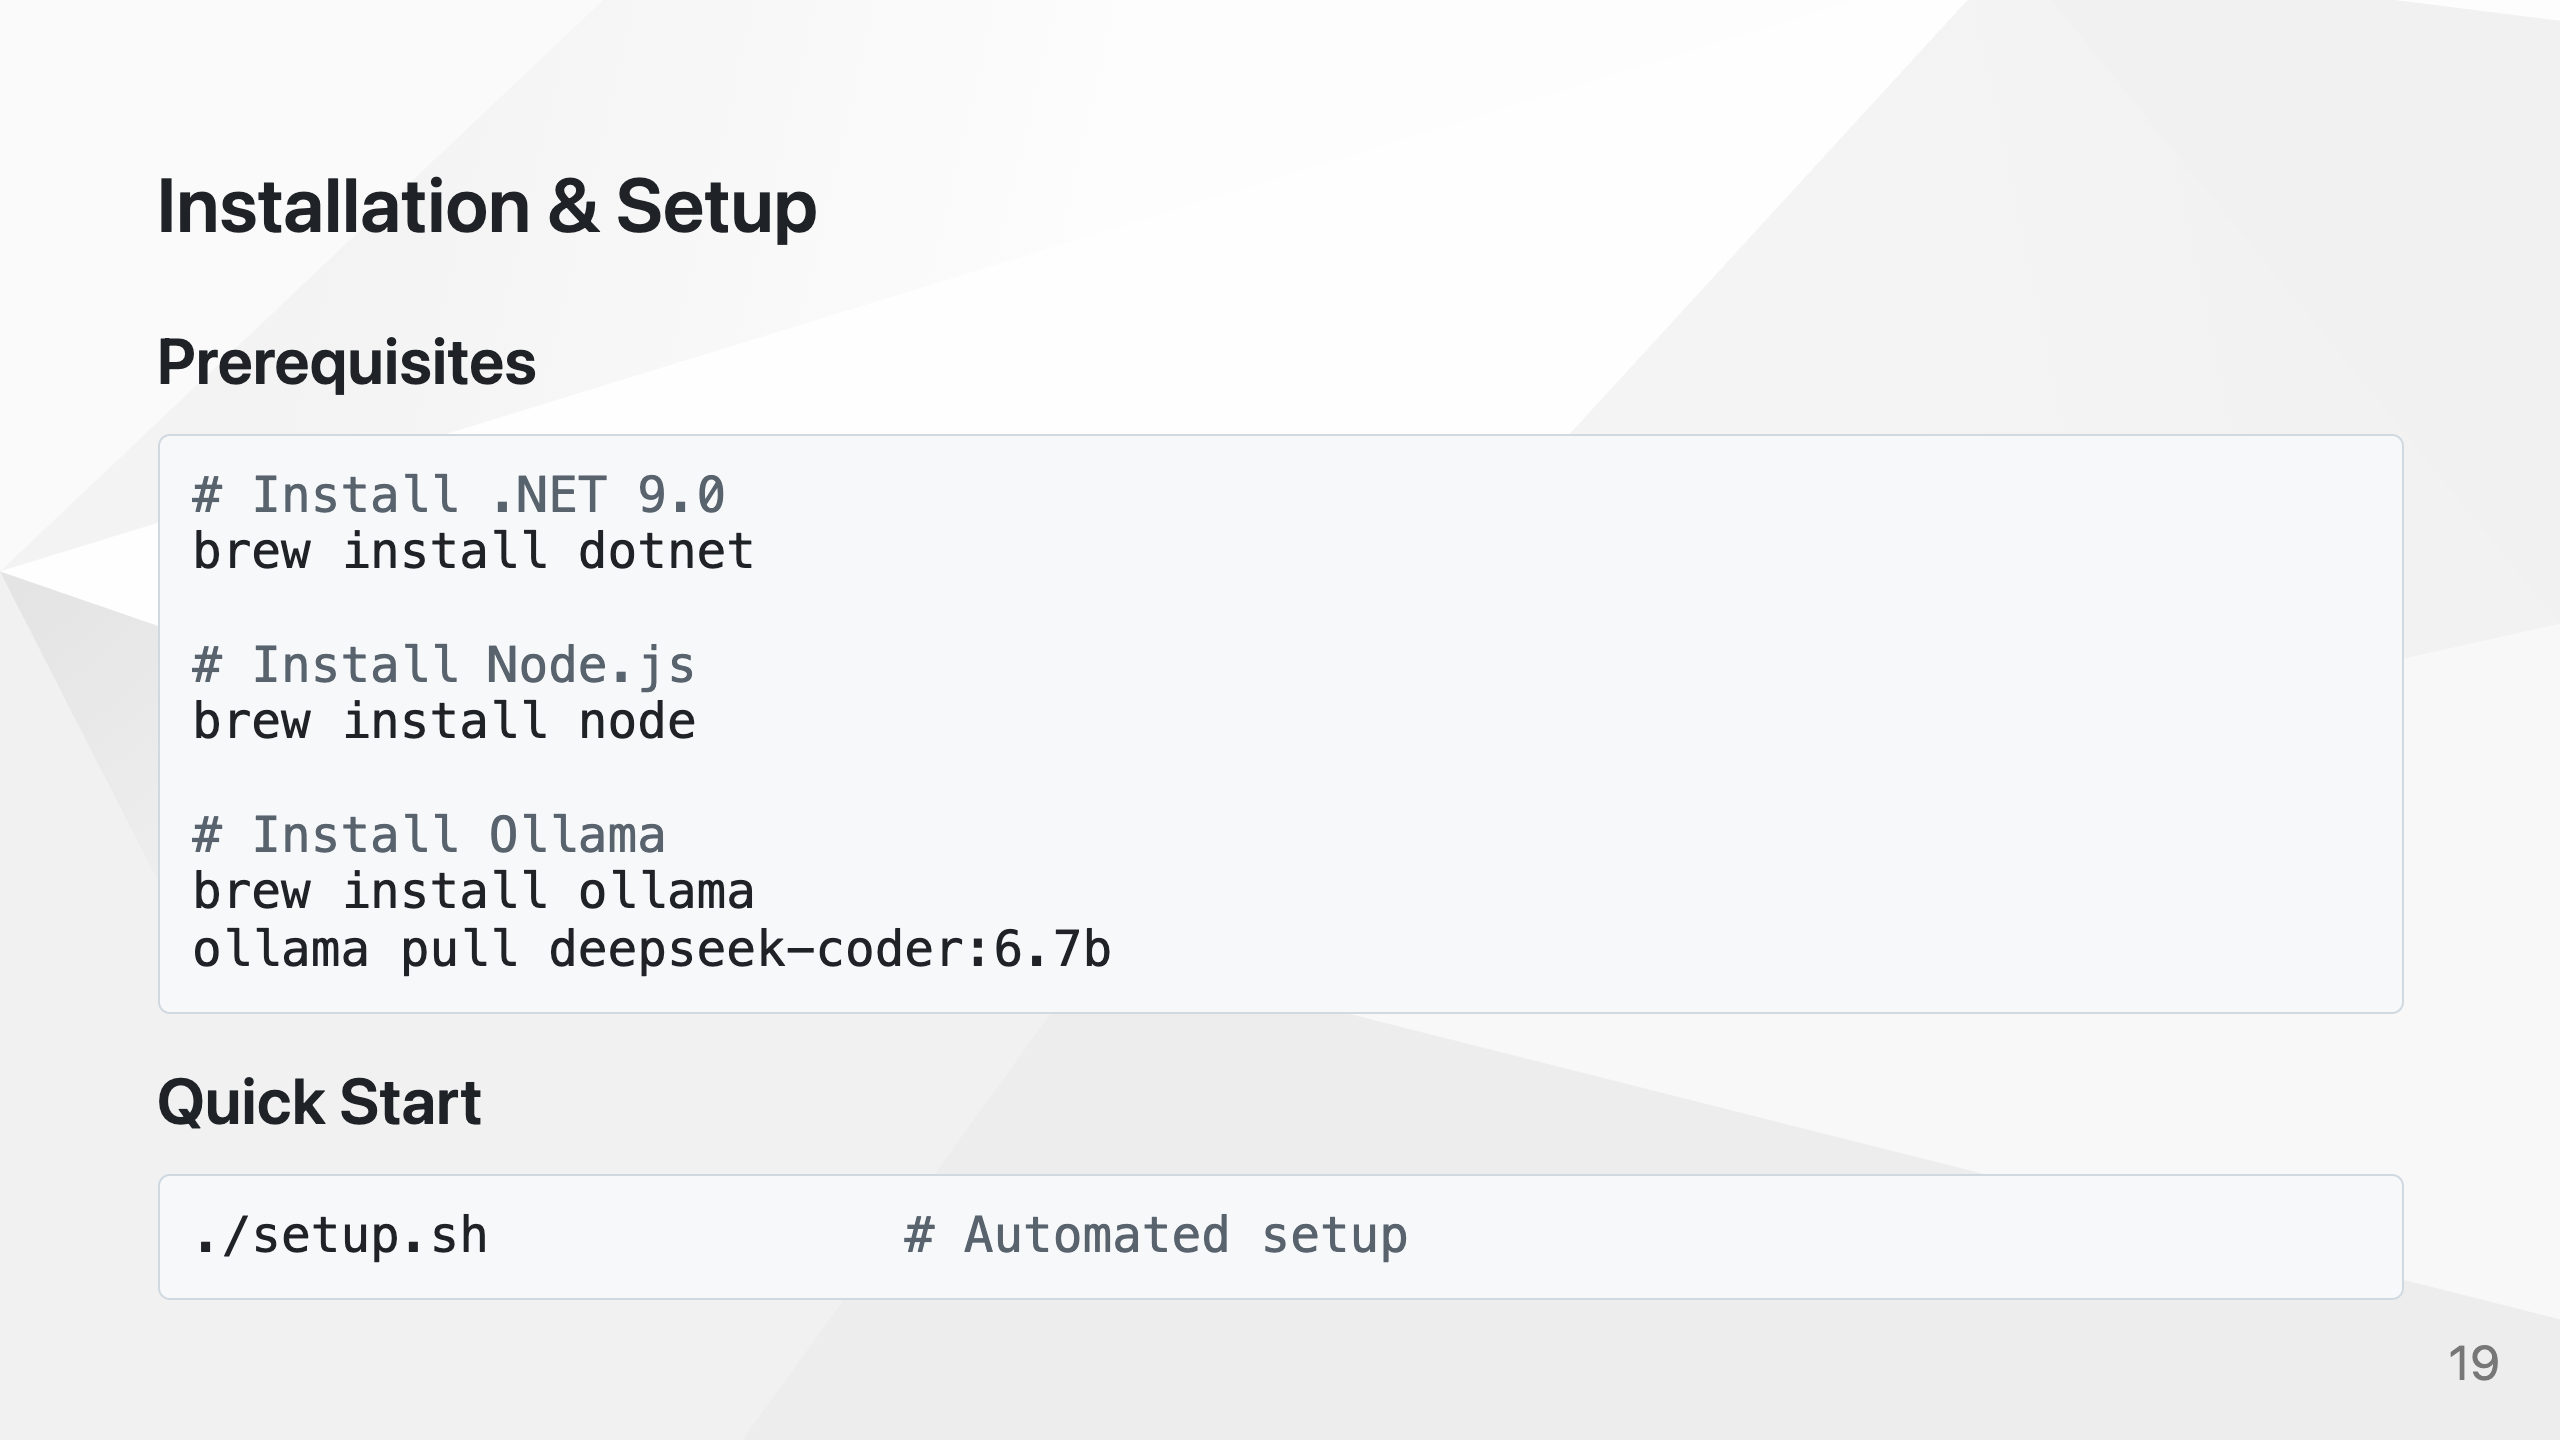 Installation & Setup
Prerequisites
# Install .NET 9.0
brew install dotnet
# Install Node.js
brew install node
# Install Ollama
brew install ollama
ollama pull deepseek-coder:6.7b
Quick Start
./setup.sh # Automated setup
19